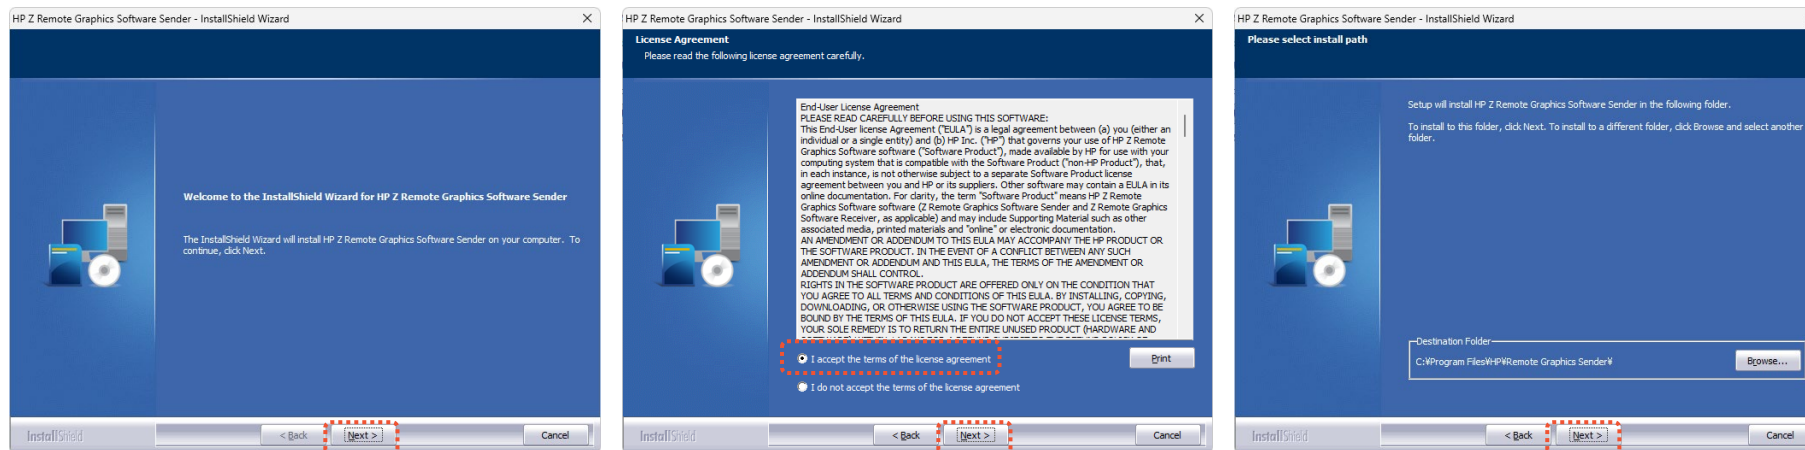 HP Z Remote Graphics Software Sender - InstallShield Wizard
Welcome to the InstallShield Wizard for HP Z Remote Graphics Software Sender
The InstallShield Wizard will install HP Z Remote Graphics Software Sender on your computer. To
continue, click Next.
InstallShield
< Back
Next >
Cancel
HP Z Remote Graphics Software Sender - InstallShield Wizard
License Agreement
Please read the following license agreement carefully.
End-User License Agreement
PLEASE READ CAREFULLY BEFORE USING THIS SOFTWARE:
This End-User license Agreement ("EULA") is a legal agreement between (a) you (either an
individual or a single entity) and (b) HP Inc. ("HP") that governs your use of HP Z Remote
Graphics Software software ("Software Product"), made available by HP for use with your
computing system that is compatible with the Software Product ("non-HP Product"), that,
in each instance, is not otherwise subject to a separate Software Product license
agreement between you and HP or its suppliers. Other software may contain a EULA in its
online documentation. For clarity, the term "Software Product" means HP Z Remote
Graphics Software software (Z Remote Graphics Software Sender and Z Remote Graphics
Software Receiver, as applicable) and may include Supporting Material such as other
associated media, printed materials and "online" or electronic documentation.
AN AMENDMENT OR ADDENDUM TO THIS EULA MAY ACCOMPANY THE HP PRODUCT OR
THE SOFTWARE PRODUCT. IN THE EVENT OF A CONFLICT BETWEEN ANY SUCH
AMENDMENT OR ADDENDUM AND THIS EULA, THE TERMS OF THE AMENDMENT OR
ADDENDUM SHALL CONTROL.
RIGHTS IN THE SOFTWARE PRODUCT ARE OFFERED ONLY ON THE CONDITION THAT
YOU AGREE TO ALL TERMS AND CONDITIONS OF THIS EULA. BY INSTALLING, COPYING,
DOWNLOADING, OR OTHERWISE USING THE SOFTWARE PRODUCT, YOU AGREE TO BE
BOUND BY THE TERMS OF THIS EULA. IF YOU DO NOT ACCEPT THESE LICENSE TERMS,
YOUR SOLE REMEDY IS TO RETURN THE ENTIRE UNUSED PRODUCT (HARDWARE AND
I accept the terms of the license agreement
Print
I do not accept the terms of the license agreement
InstallShield
< Back
Next >
Cancel
HP Z Remote Graphics Software Sender - InstallShield Wizard
Please select install path
Setup will install HP Z Remote Graphics Software Sender in the following folder.
To install to this folder, click Next. To install to a different folder, click Browse and select another
folder.
Destination Folder
C:¥Program Files¥HP¥Remote Graphics Sender¥
Browse...
InstallShield
< Back
Next >
Cancel